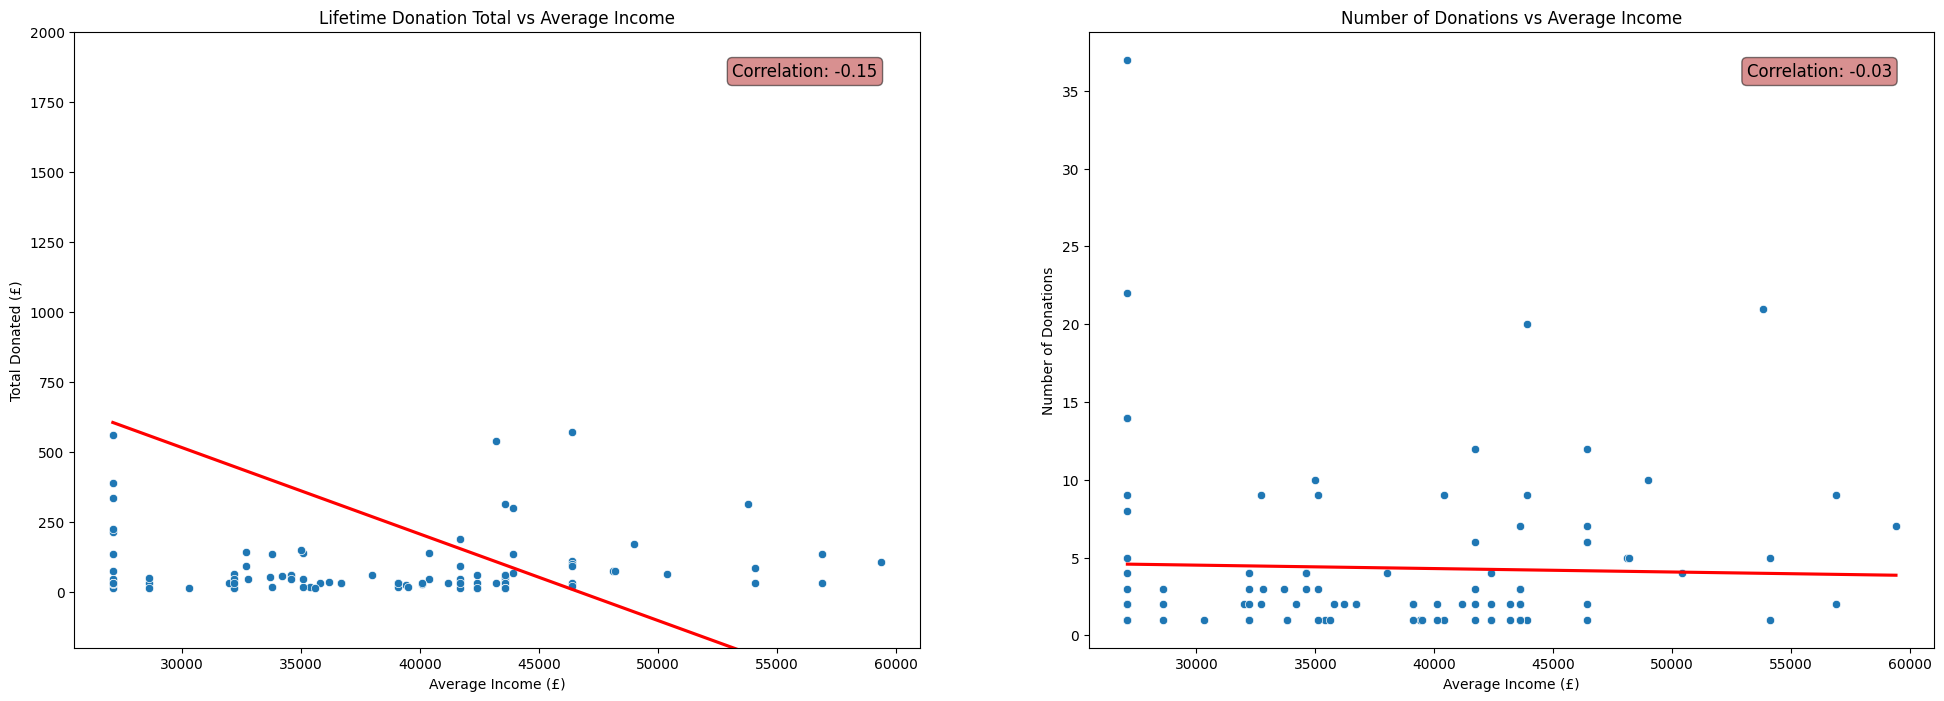 Lifetime Donation Total vs Average Income
Correlation: -0.15
Total Donated (£)
2000
1750
1500
1250
1000
750
500
250
0
30000 35000 40000 45000 50000 55000 60000
Average Income (£)
Number of Donations vs Average Income
Correlation: -0.03
Number of Donations
35
30
25
20
15
10
5
0
30000 35000 40000 45000 50000 55000 60000
Average Income (£)